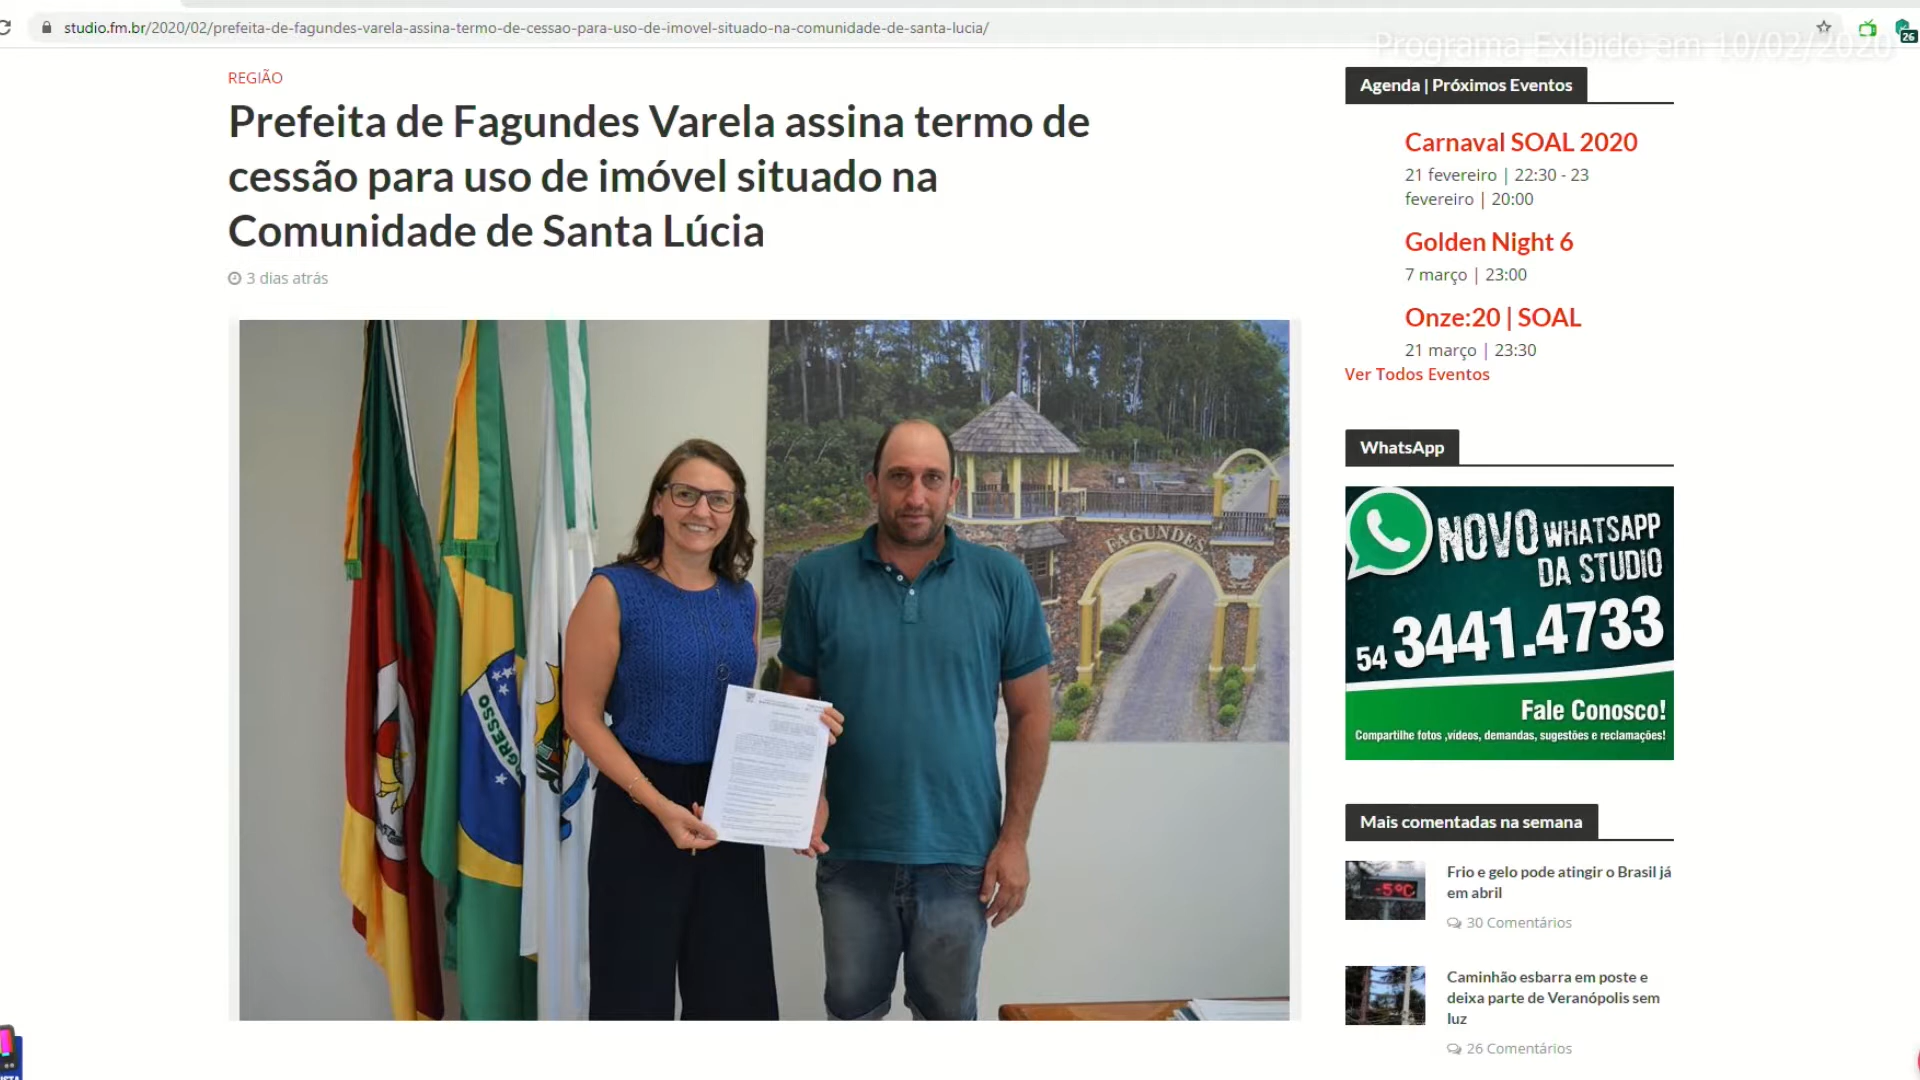 studio.fm.br/2020/02/prefeita-de-fagundes-varela-assina-termo-de-cessao-para-uso-de-imovel-situado-na-comunidade-de-santa-lucia/
26
Programa Exibido em 10/02/2020
REGIÃO
Prefeita de Fagundes Varela assina termo de
cessão para uso de imóvel situado na
Comunidade de Santa Lúcia
3 dias atrás
FAGUNDES
Agenda | Próximos Eventos
Carnaval SOAL 2020
21 fevereiro | 22:30 - 23
fevereiro | 20:00
Golden Night 6
7 março | 23:00
Onze:20 | SOAL
21 março | 23:30
Ver Todos Eventos
WhatsApp
NOVO WHATSAPP
DA STUDIO
54 3441.4733
Fale Conosco!
Compartilhe fotos ,vídeos, demandas, sugestões e reclamações!
Mais comentadas na semana
-5°C
Frio e gelo pode atingir o Brasil já
em abril
30 Comentários
Caminhão esbarra em poste e
deixa parte de Veranópolis sem
luz
26 Comentários